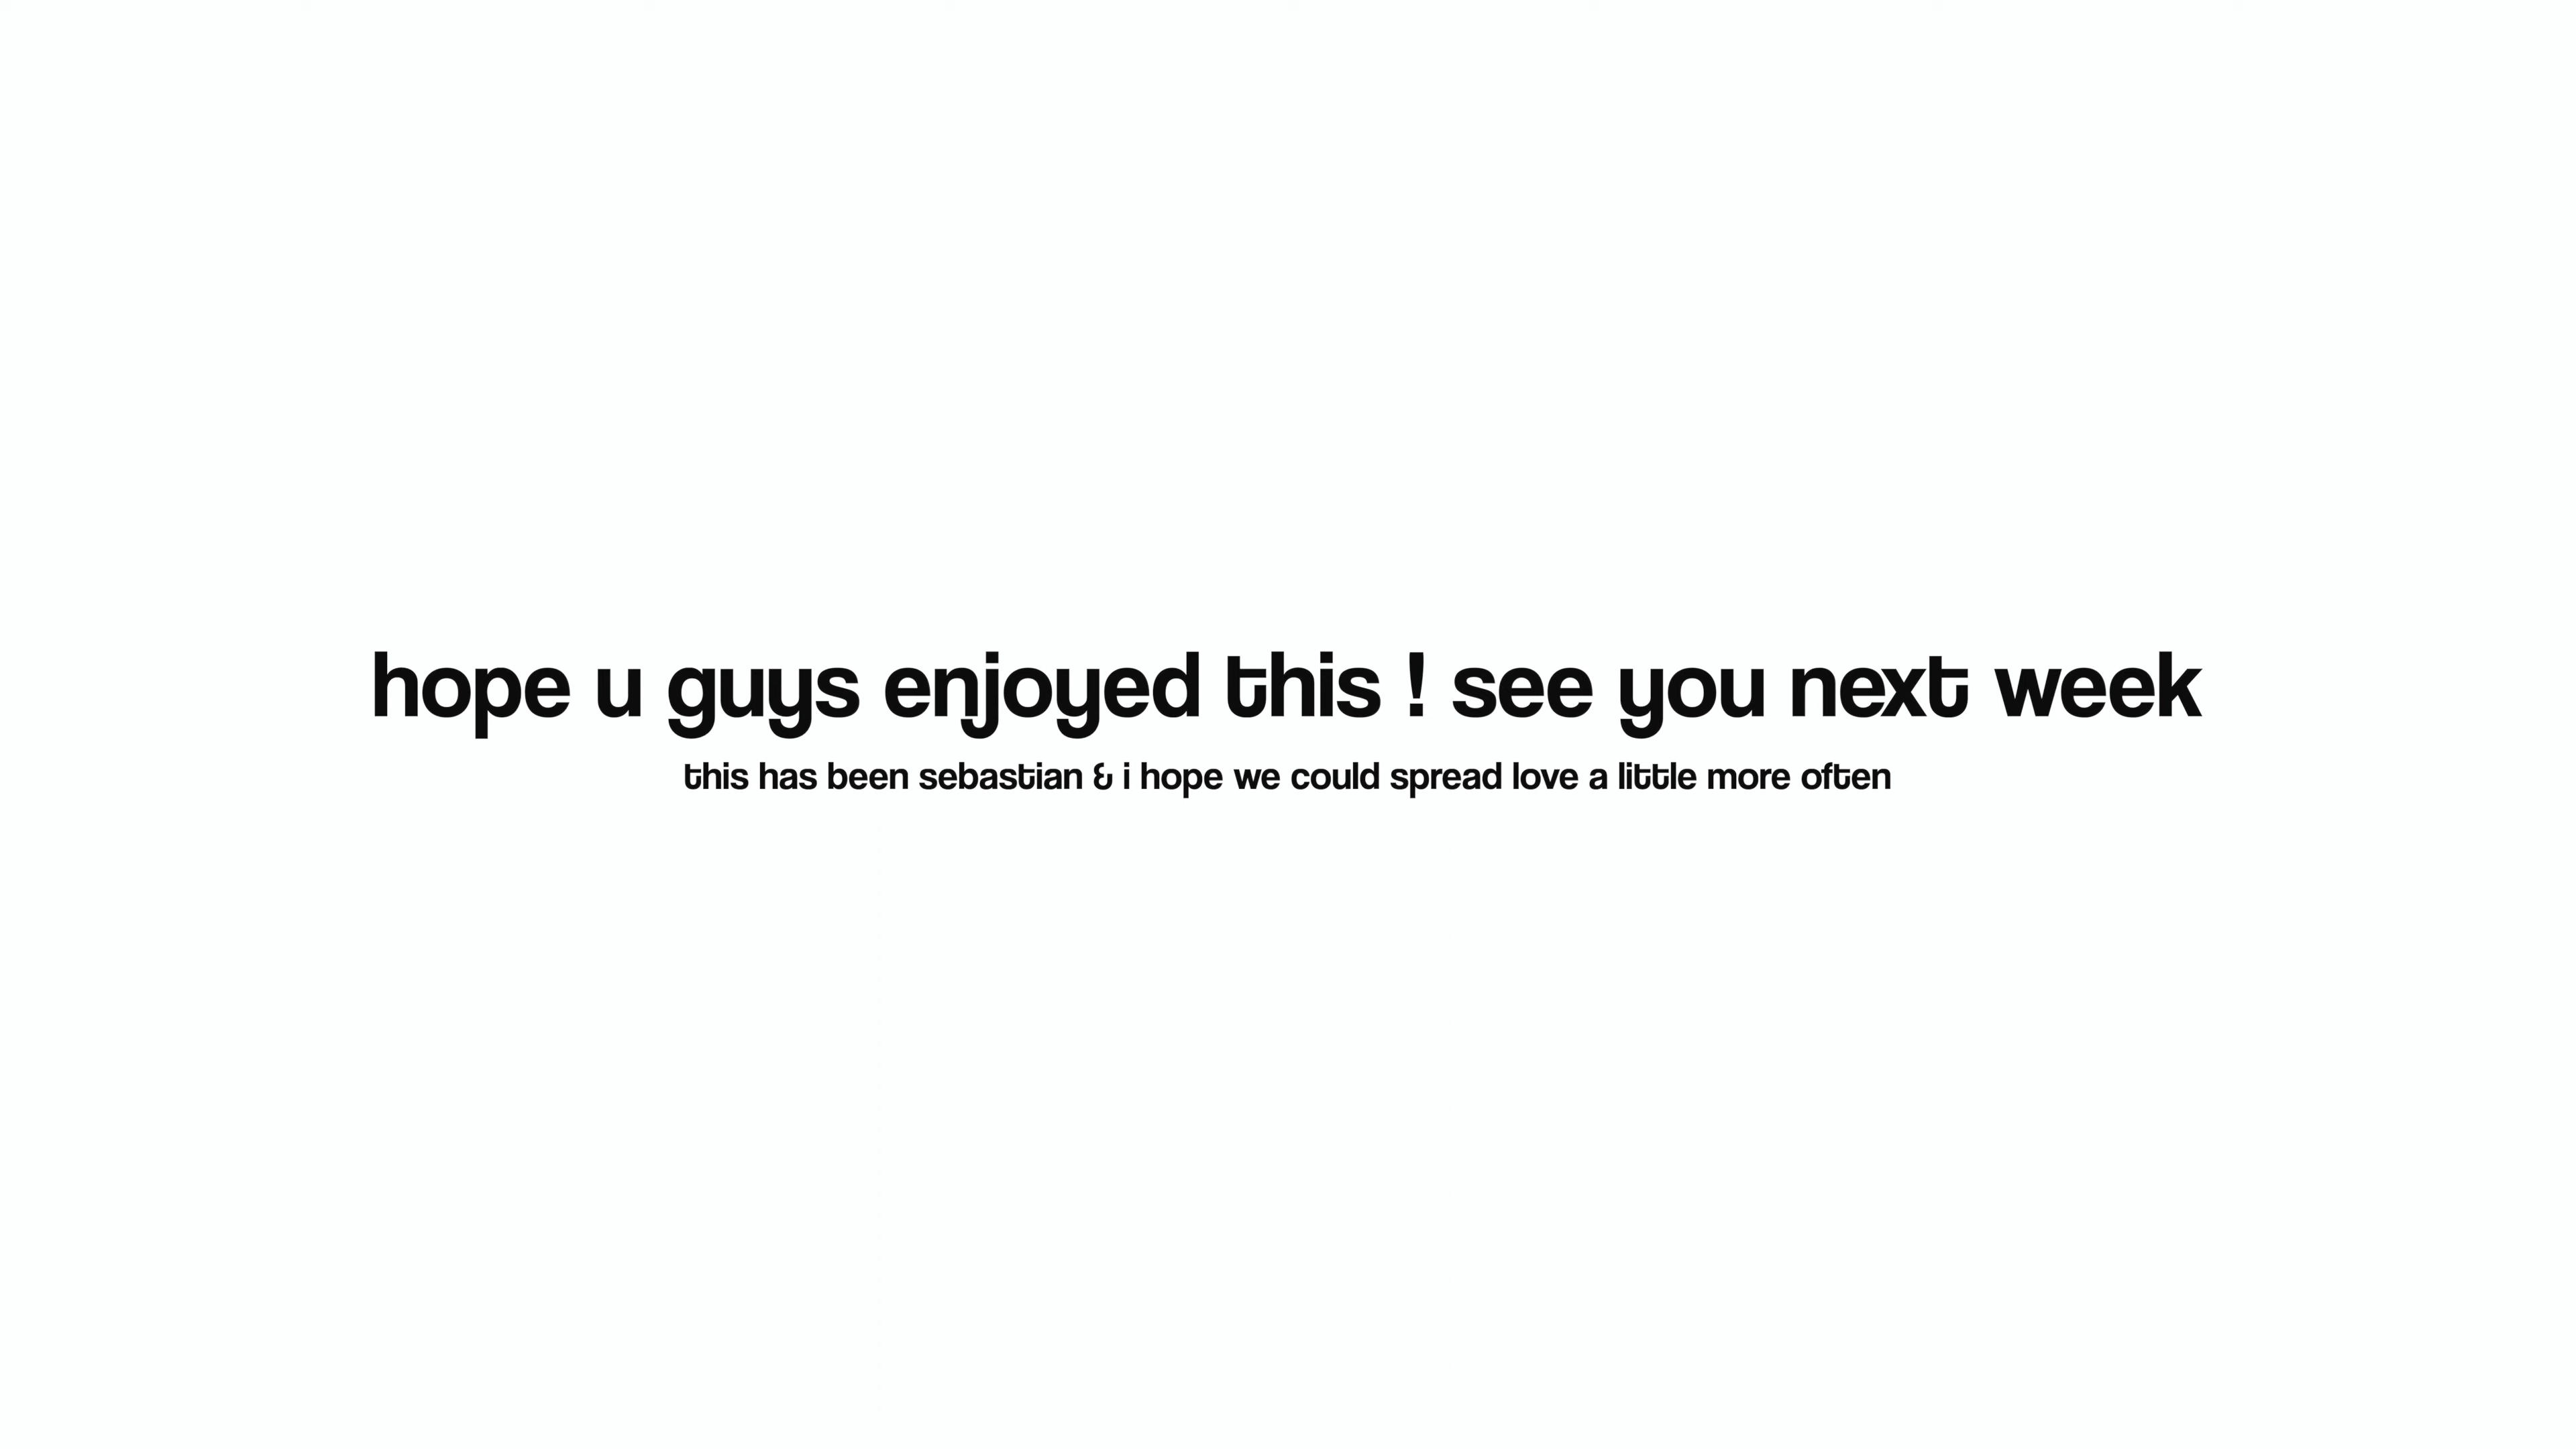 hope u guys enjoyed this ! see you next week
this has been sebastian & i hope we could spread love a little more often